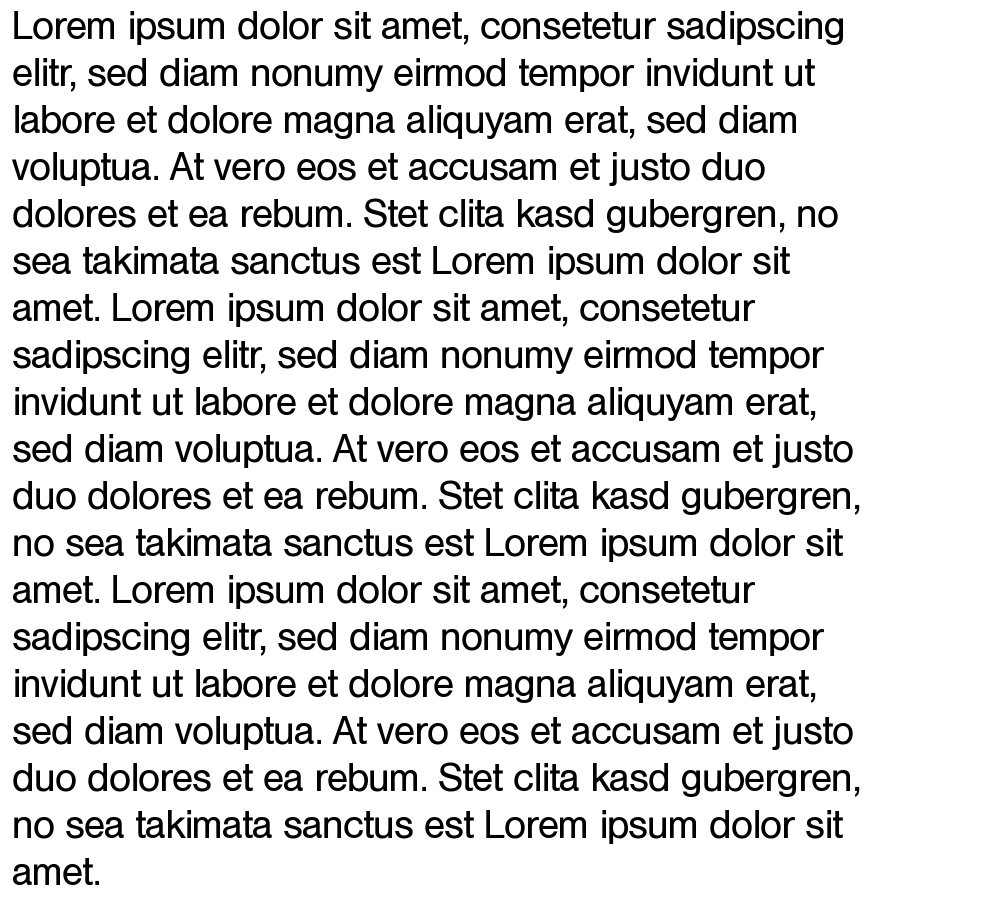 Lorem ipsum dolor sit amet, consetetur sadipscing
elitr, sed diam nonumy eirmod tempor invidunt ut
labore et dolore magna aliquyam erat, sed diam
voluptua. At vero eos et accusam et justo duo
dolores et ea rebum. Stet clita kasd gubergren, no
sea takimata sanctus est Lorem ipsum dolor sit
amet. Lorem ipsum dolor sit amet, consetetur
sadipscing elitr, sed diam nonumy eirmod tempor
invidunt ut labore et dolore magna aliquyam erat,
sed diam voluptua. At vero eos et accusam et justo
duo dolores et ea rebum. Stet clita kasd gubergren,
no sea takimata sanctus est Lorem ipsum dolor sit
amet. Lorem ipsum dolor sit amet, consetetur
sadipscing elitr, sed diam nonumy eirmod tempor
invidunt ut labore et dolore magna aliquyam erat,
sed diam voluptua. At vero eos et accusam et justo
duo dolores et ea rebum. Stet clita kasd gubergren,
no sea takimata sanctus est Lorem ipsum dolor sit
amet.